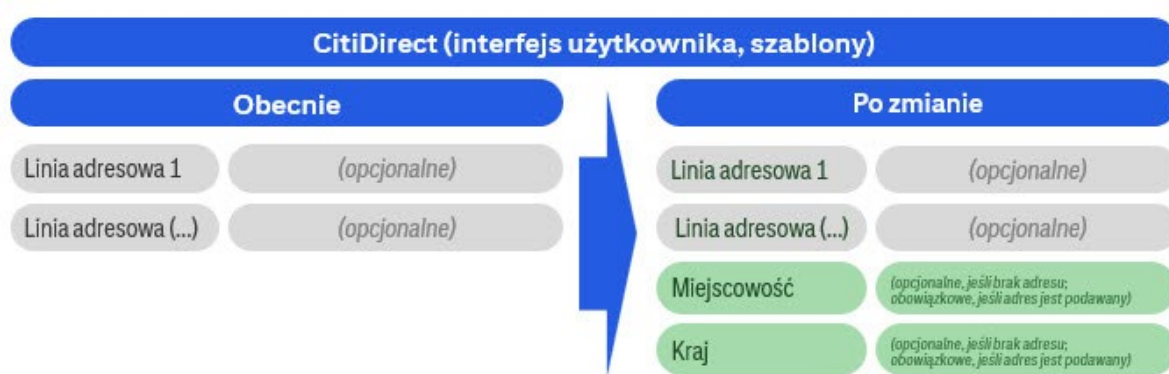 CitiDirect (interfejs użytkownika, szablony)
Obecnie
Linia adresowa 1 (opcjonalne)
Linia adresowa (...) (opcjonalne)
Po zmianie
Linia adresowa 1 (opcjonalne)
Linia adresowa (...) (opcjonalne)
Miejscowość (opcjonalne, jeśli brak adresu;
obowiązkowe, jeśli adres jest podawany)
Kraj (opcjonalne, jeśli brak adresu;
obowiązkowe, jeśli adres jest podawany)